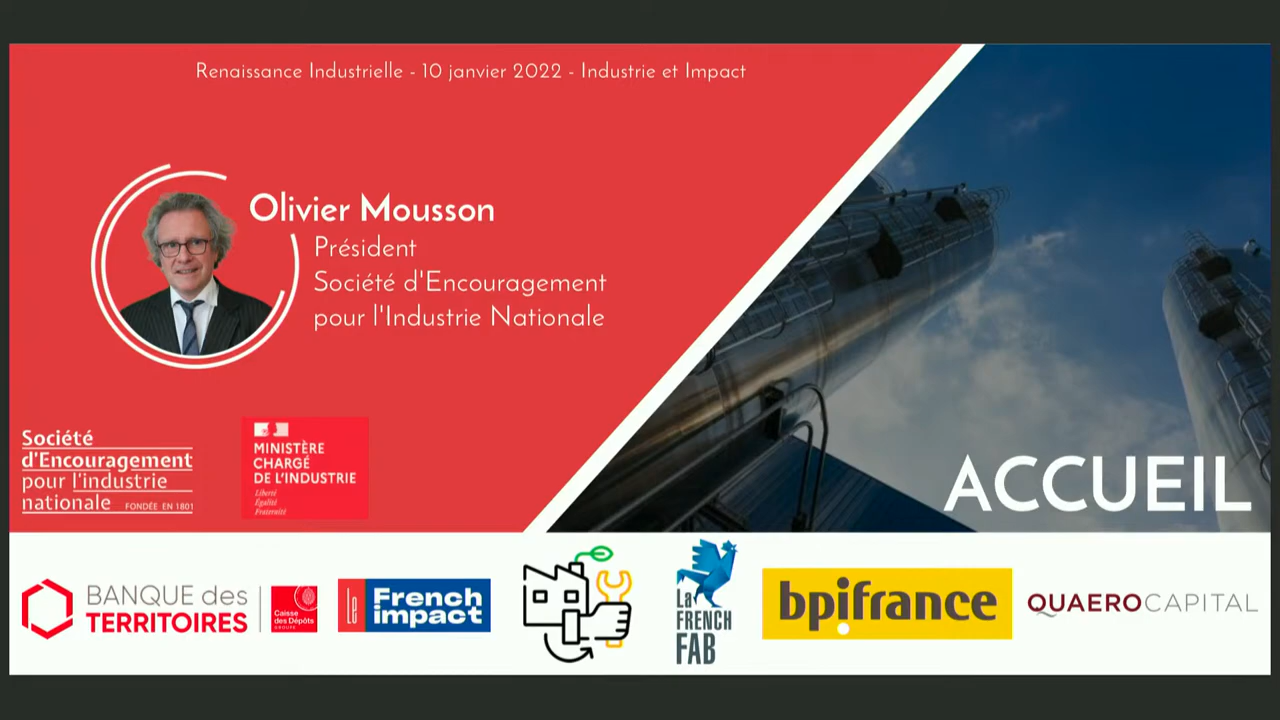 Renaissance Industrielle - 10 janvier 2022 - Industrie et Impact
Olivier Mousson
Président
Société d'Encouragement
pour l'Industrie Nationale
Société
d'Encouragement
pour l'industrie
nationale FONDÉE EN 1801
MINISTÈRE
CHARGÉ
DE L'INDUSTRIE
Liberté
Égalité
Fraternité
ACCUEIL
BANQUE des
TERRITOIRES
Caisse
des Dépôts
GROUPE
le
French
impact
La
FRENCH
FAB
bpifrance
QUAEROCAPITAL